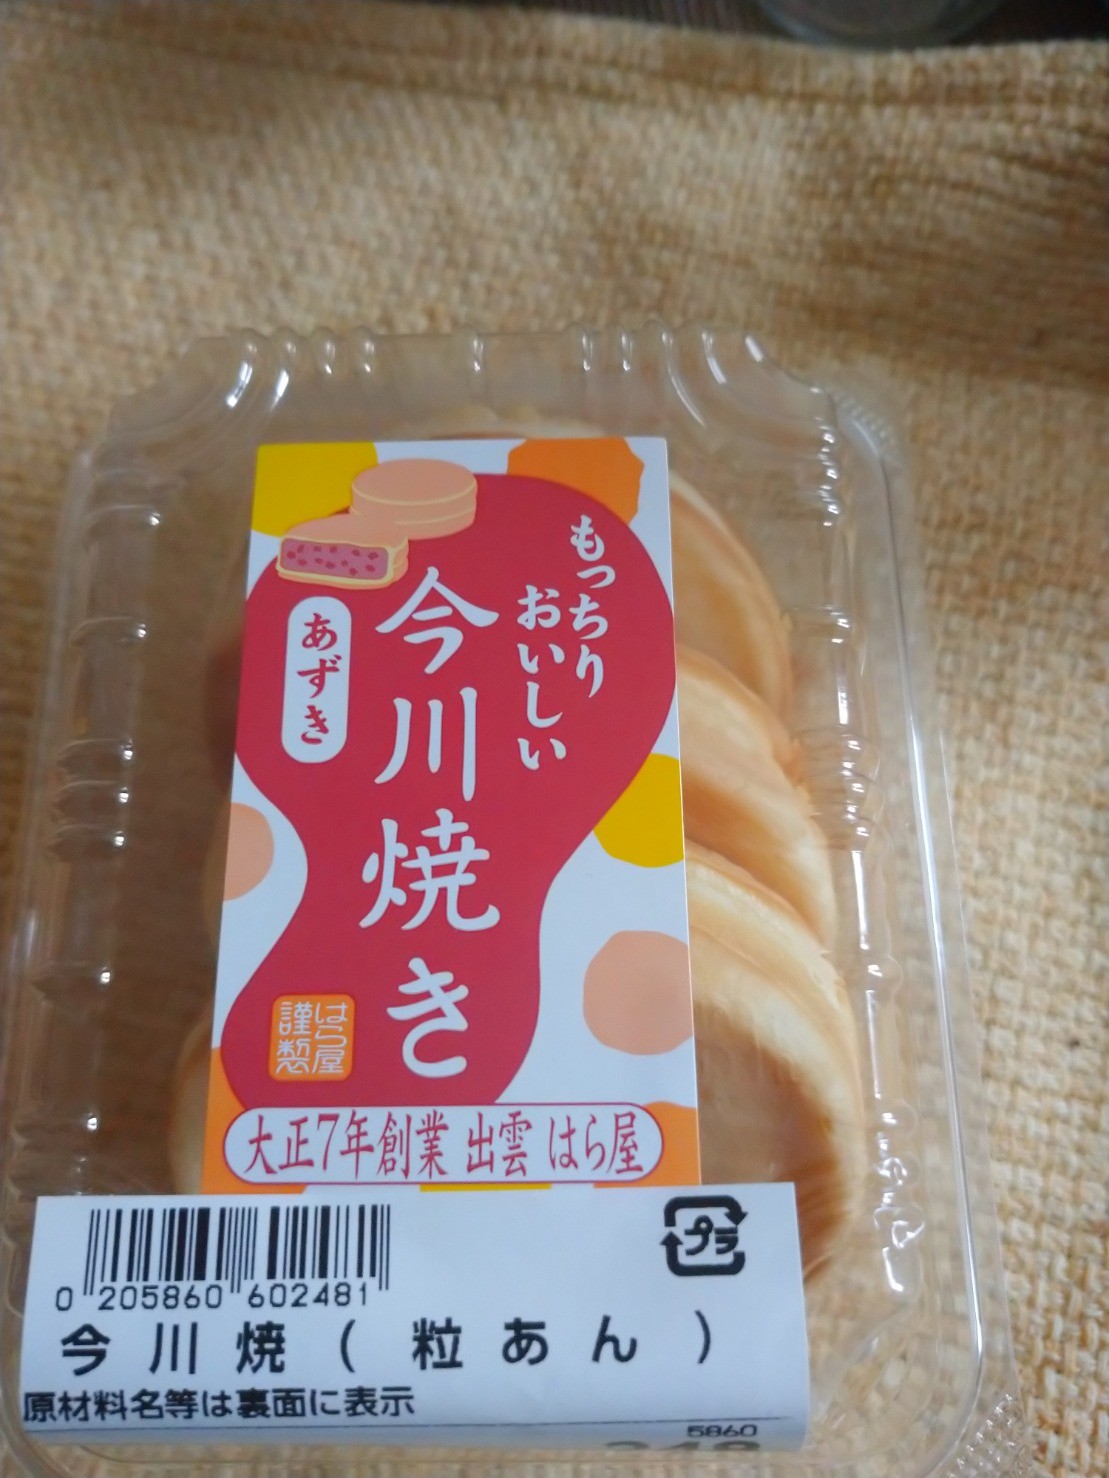 もっちり
おいしい
今川焼き
あずき
はら屋
謹製
大正7年創業 出雲 はら屋
プラ
0 205860 602481
今川焼(粒あん)
原材料名等は裏面に表示
5860